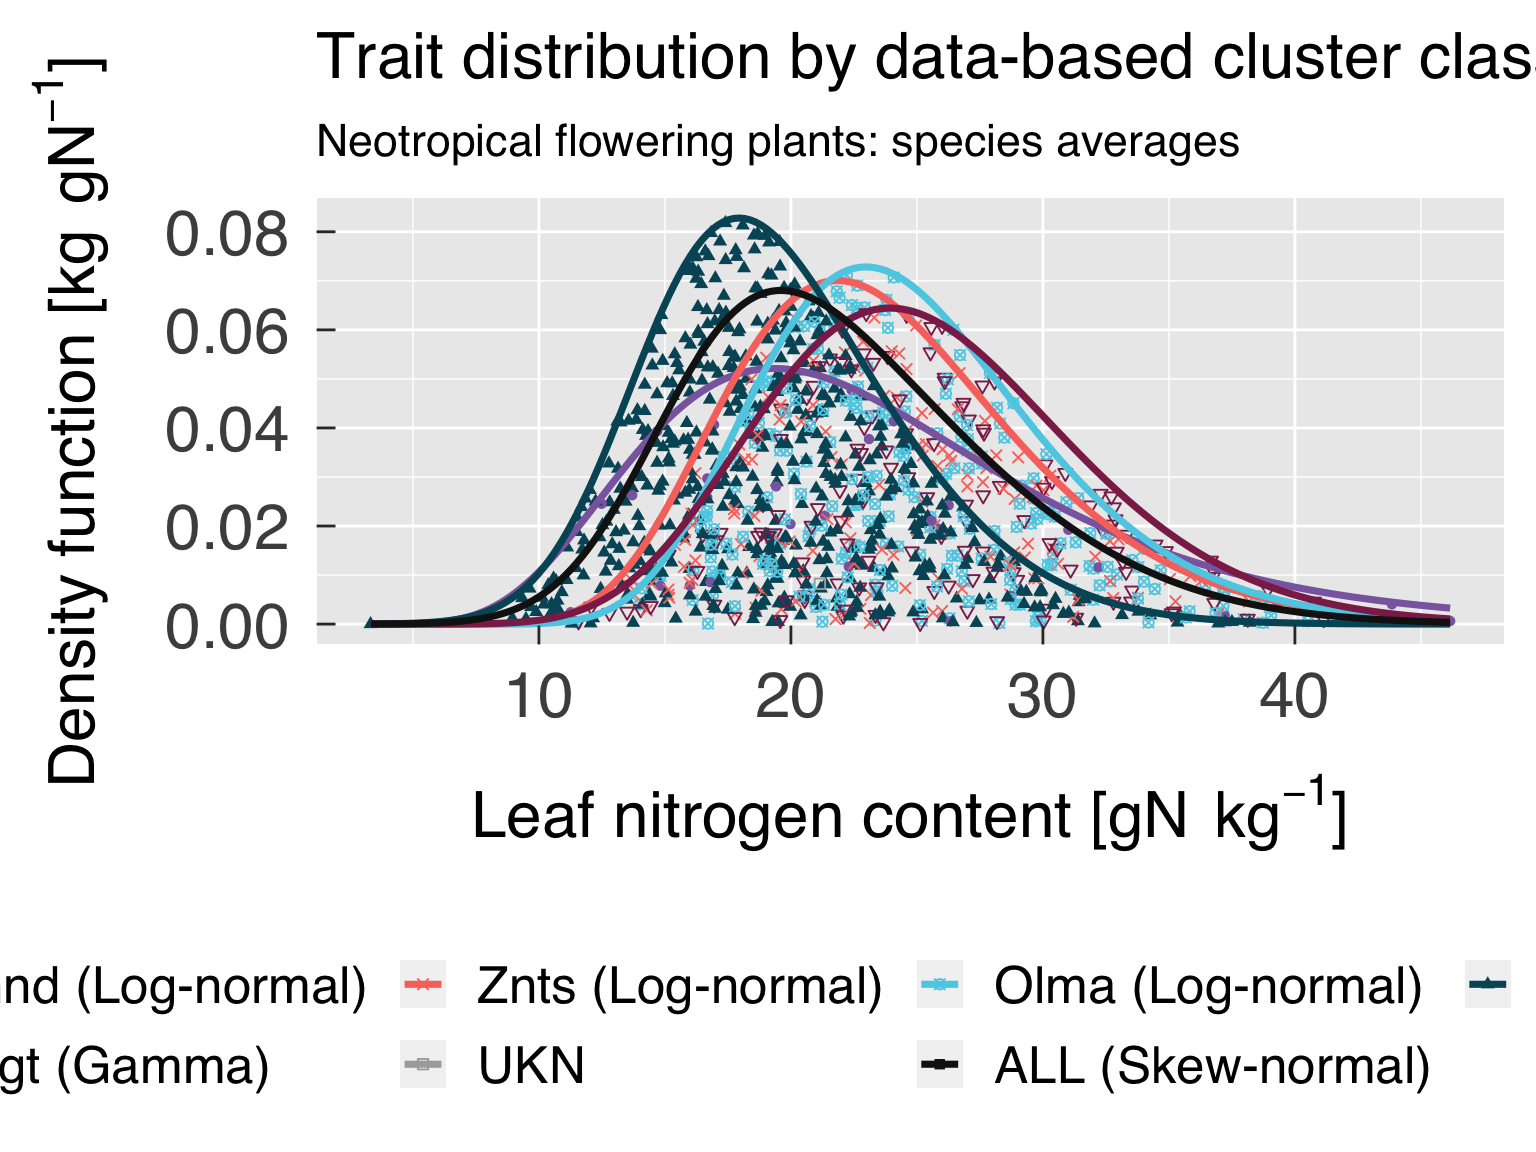 Trait distribution by data-based cluster clas
Neotropical flowering plants: species averages
Density function [kg gN⁻¹]
0.08
0.06
0.04
0.02
0.00
10 20 30 40
Leaf nitrogen content [gN kg⁻¹]
nd (Log-normal) Znts (Log-normal) Olma (Log-normal)
gt (Gamma) UKN ALL (Skew-normal)